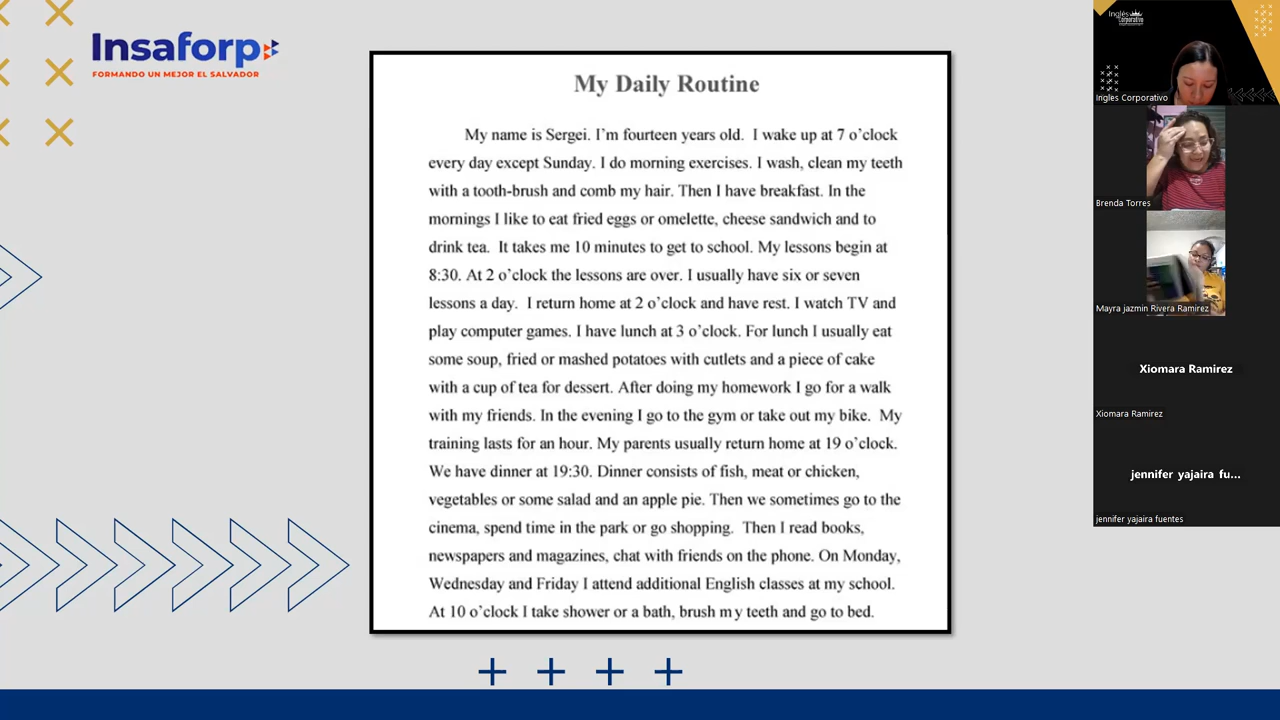 Insaforp
FORMANDO UN MEJOR EL SALVADOR
My Daily Routine
My name is Sergei. I'm fourteen years old. I wake up at 7 o'clock
every day except Sunday. I do morning exercises. I wash, clean my teeth
with a tooth-brush and comb my hair. Then I have breakfast. In the
mornings I like to eat fried eggs or omelette, cheese sandwich and to
drink tea. It takes me 10 minutes to get to school. My lessons begin at
8:30. At 2 o'clock the lessons are over. I usually have six or seven
lessons a day. I return home at 2 o'clock and have rest. I watch TV and
play computer games. I have lunch at 3 o'clock. For lunch I usually eat
some soup, fried or mashed potatoes with cutlets and a piece of cake
with a cup of tea for dessert. After doing my homework I go for a walk
with my friends. In the evening I go to the gym or take out my bike. My
training lasts for an hour. My parents usually return home at 19 o'clock.
We have dinner at 19:30. Dinner consists of fish, meat or chicken,
vegetables or some salad and an apple pie. Then we sometimes go to the
cinema, spend time in the park or go shopping. Then I read books,
newspapers and magazines, chat with friends on the phone. On Monday,
Wednesday and Friday I attend additional English classes at my school.
At 10 o'clock I take shower or a bath, brush my teeth and go to bed.
Inglés
Corporativo
Ingles Corporativo
Brenda Torres
Mayra jazmin Rivera Ramirez
Xiomara Ramirez
Xiomara Ramirez
jennifer yajaira fu...
jennifer yajaira fuentes